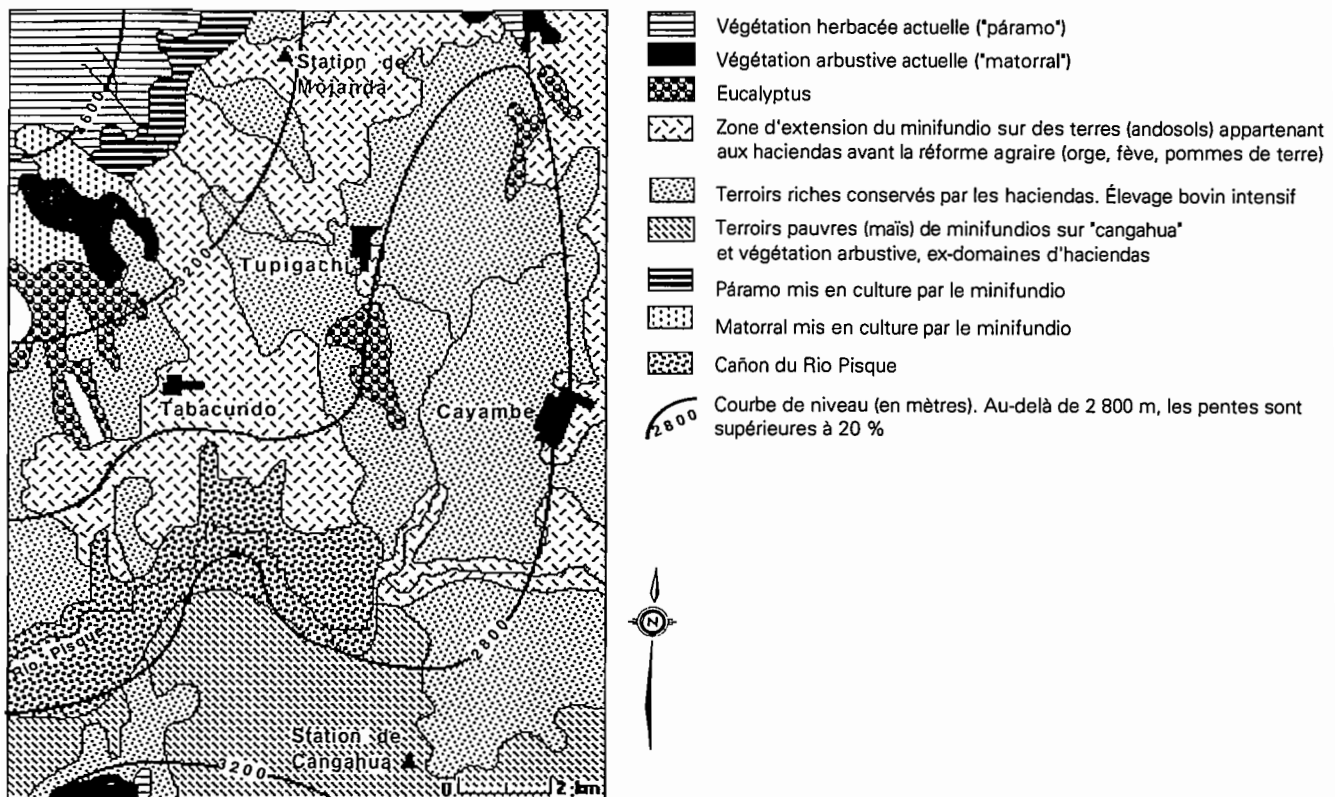 Station de
Mojanda
3600
3200
Tupigachi
Tabacundo
Cayambe
Rio Pisque
2800
Station de
Cangahua
3200
0 2 km
Végétation herbacée actuelle ("páramo")
Végétation arbustive actuelle ("matorral")
Eucalyptus
Zone d'extension du minifundio sur des terres (andosols) appartenant
aux haciendas avant la réforme agraire (orge, fève, pommes de terre)
Terroirs riches conservés par les haciendas. Élevage bovin intensif
Terroirs pauvres (maïs) de minifundios sur "cangahua"
et végétation arbustive, ex-domaines d'haciendas
Páramo mis en culture par le minifundio
Matorral mis en culture par le minifundio
Cañon du Rio Pisque
2800
Courbe de niveau (en mètres). Au-delà de 2 800 m, les pentes sont
supérieures à 20 %
N